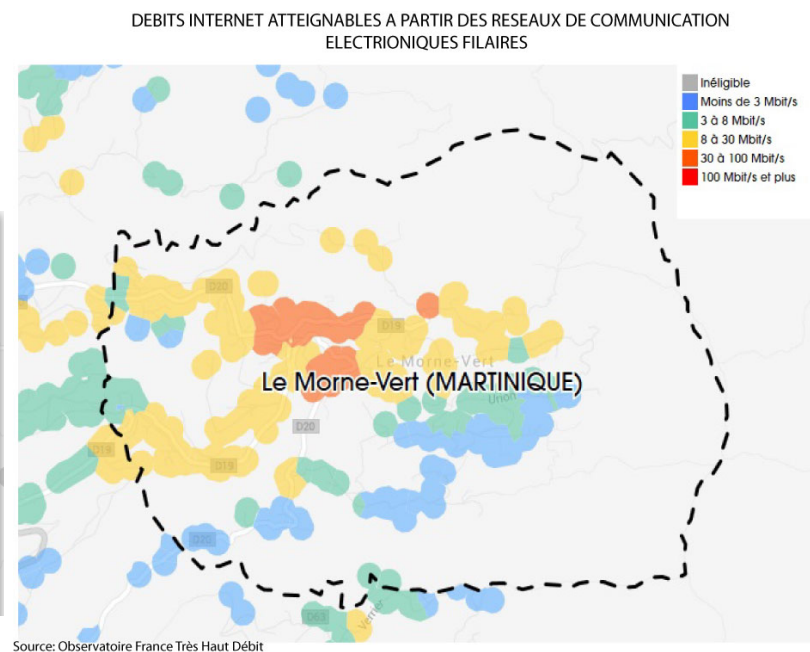 DEBITS INTERNET ATTEIGNABLES A PARTIR DES RESEAUX DE COMMUNICATION
ELECTRIONIQUES FILAIRES
Inéligible
Moins de 3 Mbit/s
3 à 8 Mbit/s
8 à 30 Mbit/s
30 à 100 Mbit/s
100 Mbit/s et plus
D20
D19
Le Morne-Vert
Le Morne-Vert (MARTINIQUE)
Union
D20
D19
D19
D20
D63
Verrier
Source: Observatoire France Très Haut Débit